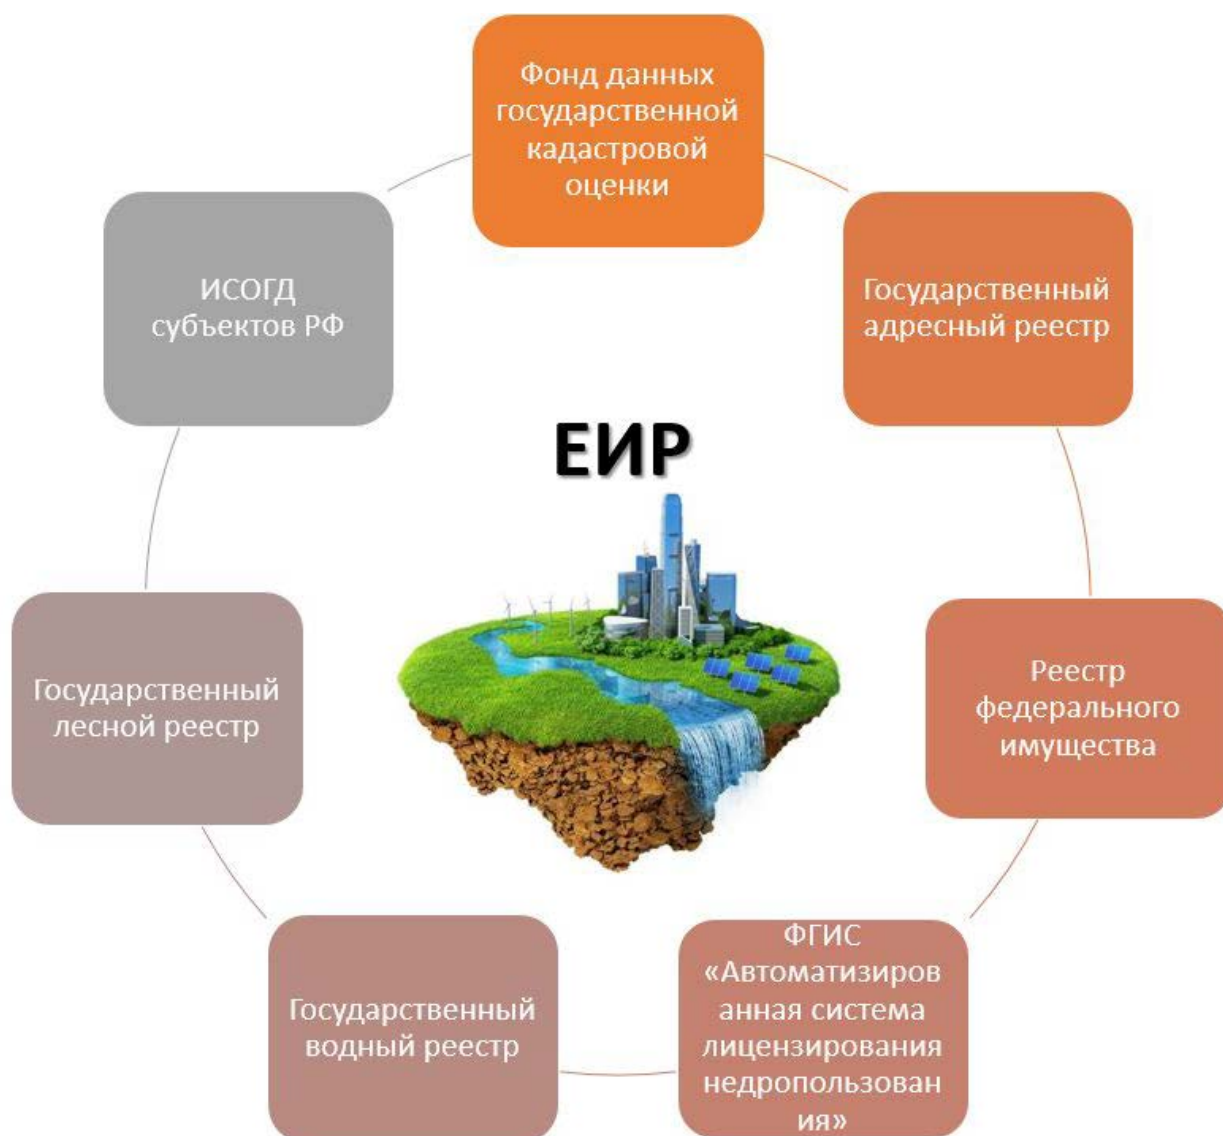 Фонд данных
государственной
кадастровой
оценки
Государственный
адресный реестр
Реестр
федерального
имущества
ФГИС
«Автоматизиров
анная система
лицензирования
недропользован
ия»
Государственный
водный реестр
Государственный
лесной реестр
ИСОГД
субъектов РФ
ЕИР